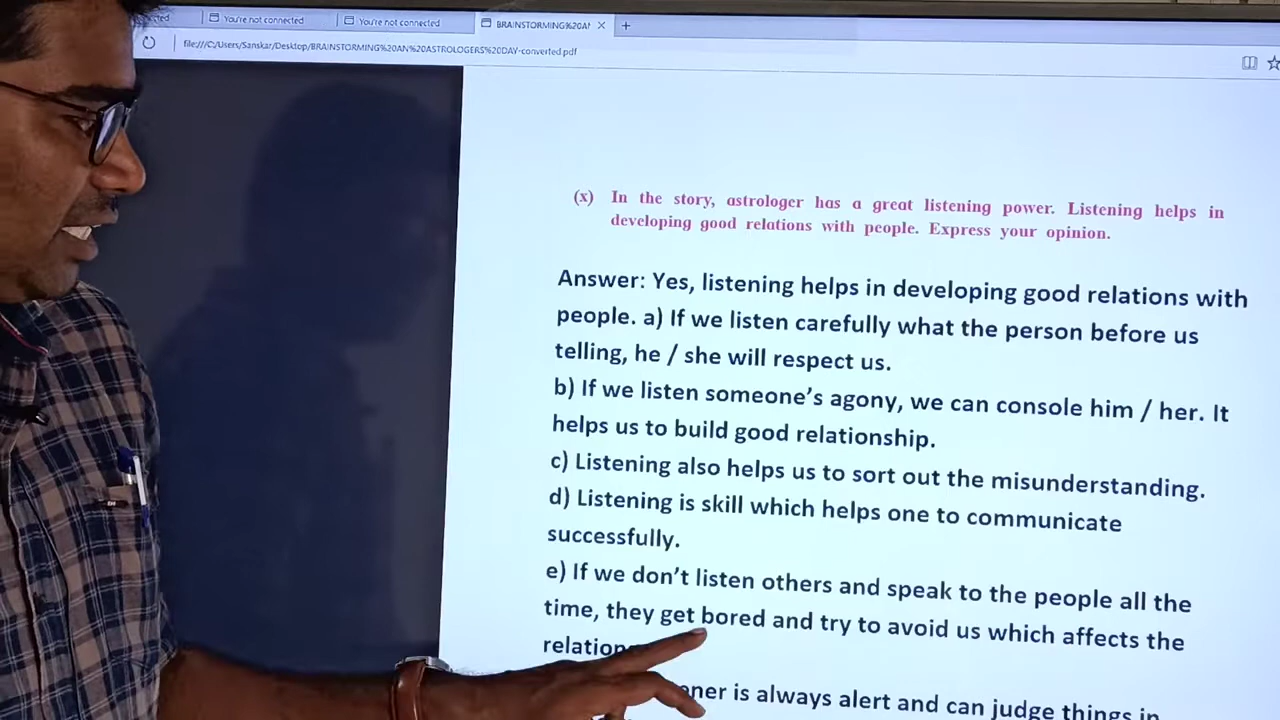 You're not connected
You're not connected
BRAINSTORMING%20A
file:///C:/Users/Sanskar/Desktop/BRAINSTORMING%20AN%20ASTROLOGERS%20DAY-converted.pdf
(x) In the story, astrologer has a great listening power. Listening helps in
developing good relations with people. Express your opinion.
Answer: Yes, listening helps in developing good relations with
people. a) If we listen carefully what the person before us
telling, he / she will respect us.
b) If we listen someone's agony, we can console him / her. It
helps us to build good relationship.
c) Listening also helps us to sort out the misunderstanding.
d) Listening is skill which helps one to communicate
successfully.
e) If we don't listen others and speak to the people all the
time, they get bored and try to avoid us which affects the
is always alert and can judge things in